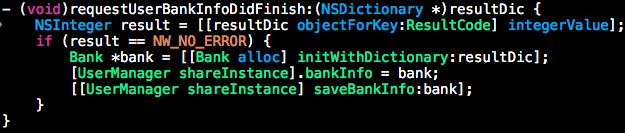 - (void)requestUserBankInfoDidFinish:(NSDictionary *)resultDic {
    NSInteger result = [[resultDic objectForKey:ResultCode] integerValue];
    if (result == NW_NO_ERROR) {
        Bank *bank = [[Bank alloc] initWithDictionary:resultDic];
        [UserManager shareInstance].bankInfo = bank;
        [[UserManager shareInstance] saveBankInfo:bank];
    }
}